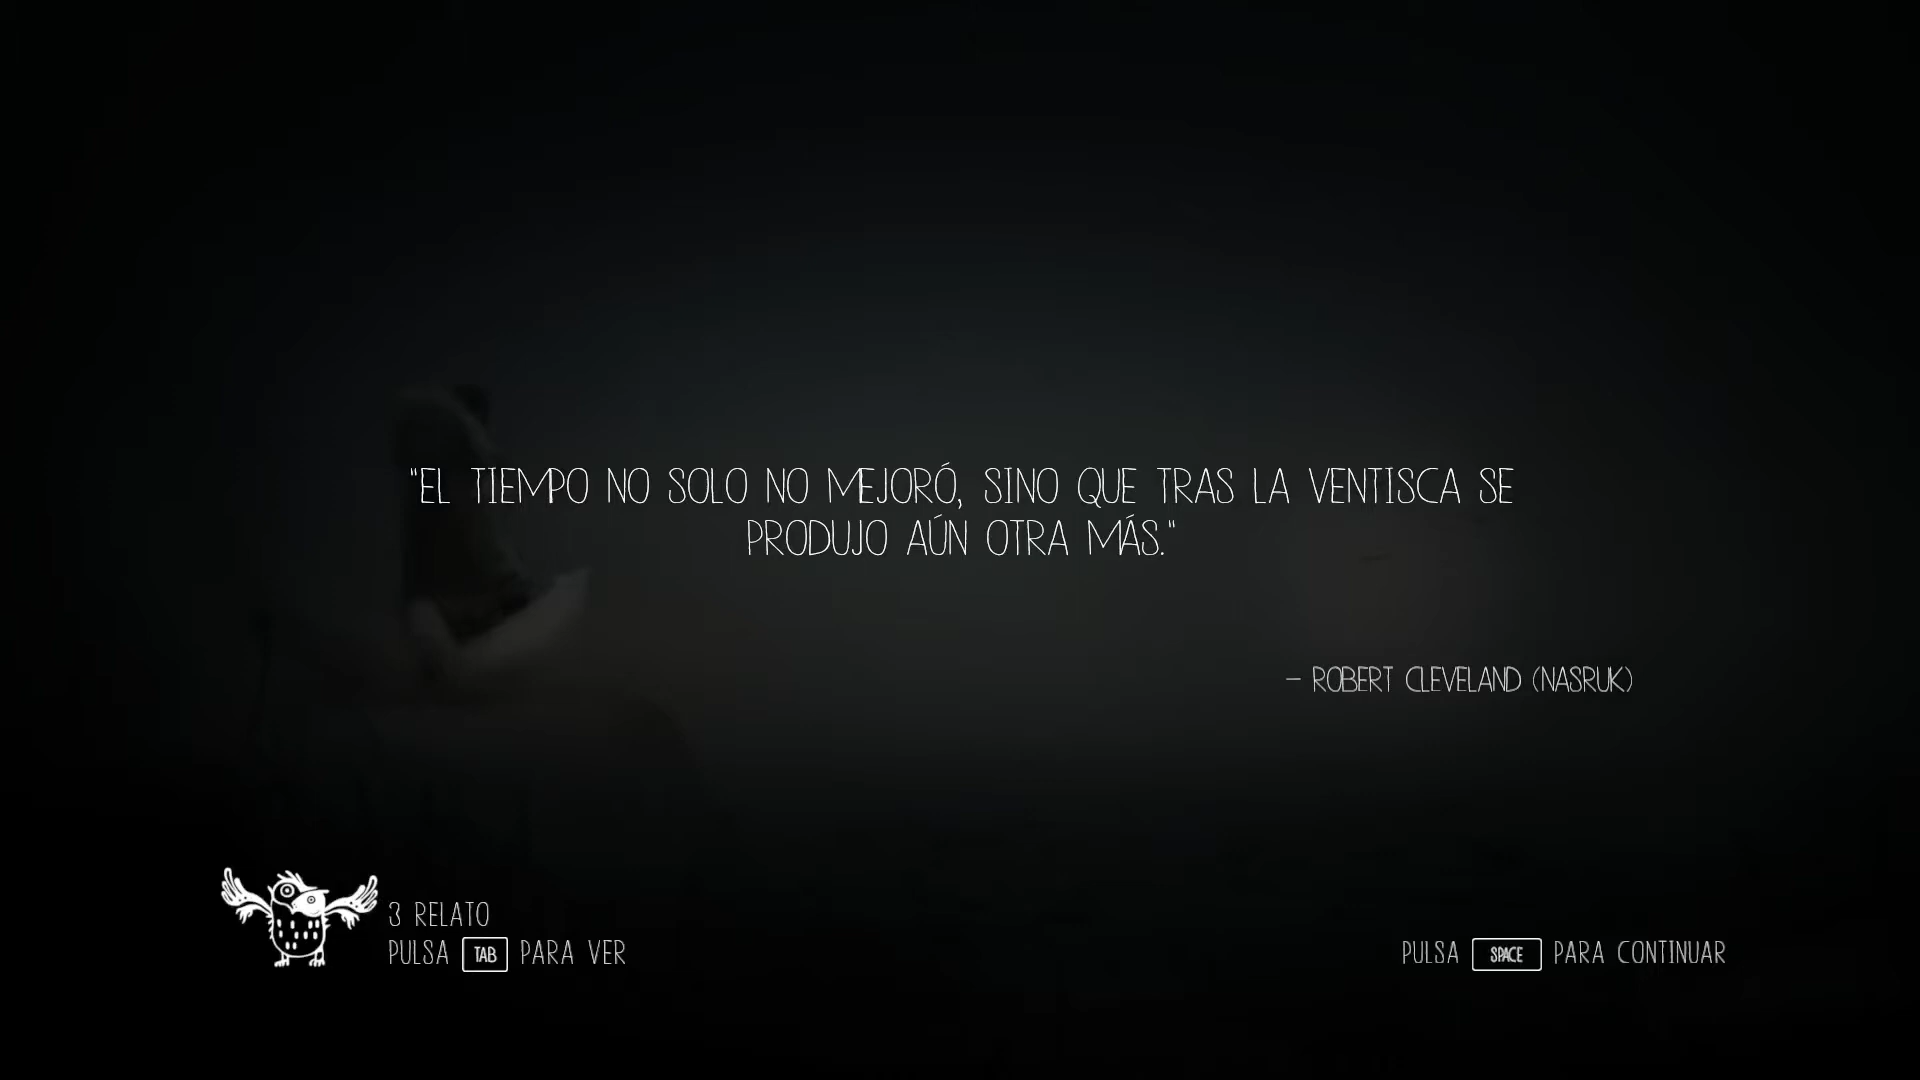 "EL TIEMPO NO SOLO NO MEJORÓ, SINO QUE TRAS LA VENTISCA SE
PRODUJO AÚN OTRA MÁS."
– ROBERT CLEVELAND (NASRUK)
3 RELATO
PULSA TAB PARA VER
PULSA SPACE PARA CONTINUAR